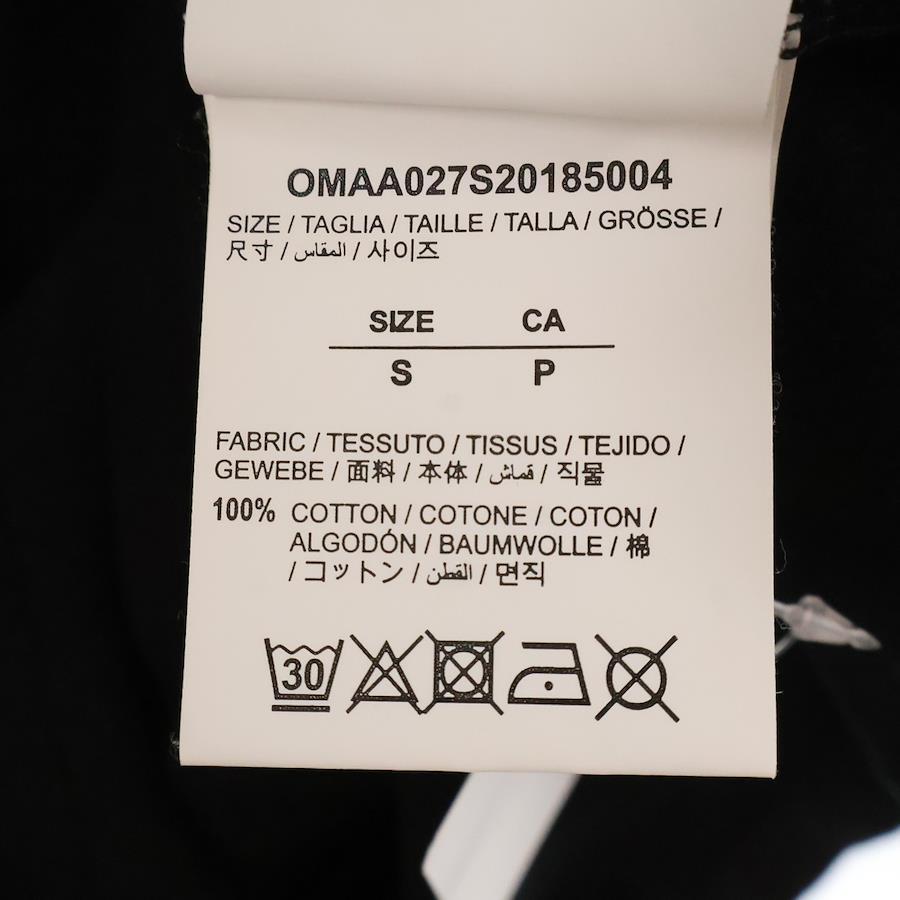 OMAA027S20185004
SIZE / TAGLIA / TAILLE / TALLA / GRÖSSE /
尺寸 / المقاس / 사이즈
SIZE CA
S P
FABRIC / TESSUTO / TISSUS / TEJIDO /
GEWEBE / 面料 / 本体 / قماش / 직물
100% COTTON / COTONE / COTON /
ALGODÓN / BAUMWOLLE / 棉
/ コットン / القطن / 면직
30